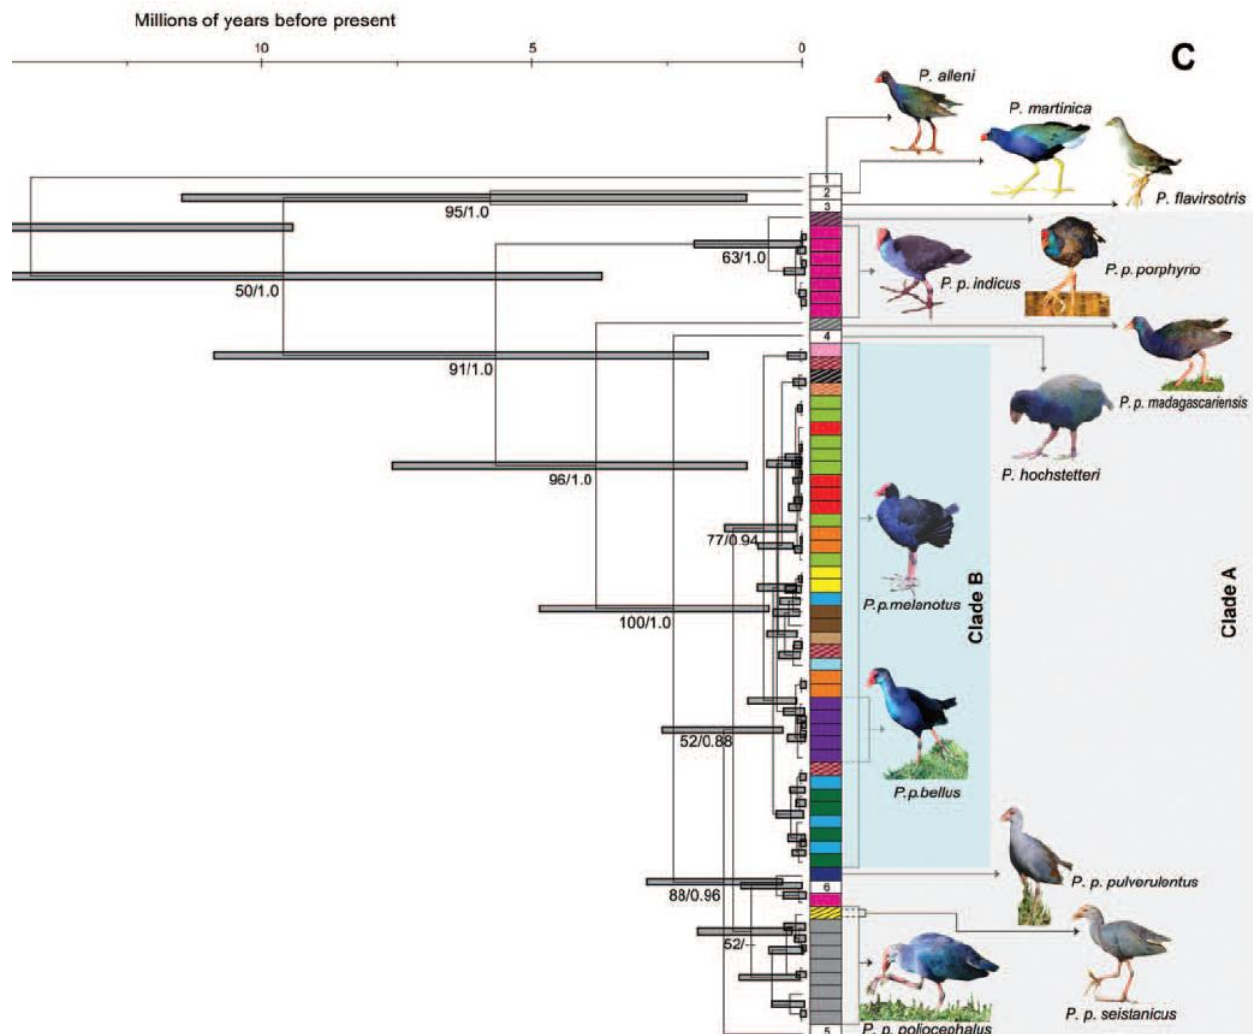 Millions of years before present
10
5
0
C
P. alleni
P. martinica
P. flavirsotris
1
2
3
95/1.0
63/1.0
P. p. indicus
P. p. porphyrio
50/1.0
4
91/1.0
P. p. madagascariensis
P. hochstetteri
96/1.0
77/0.94
P.p.melanotus
Clade B
Clade A
100/1.0
52/0.88
P.p.bellus
88/0.96
6
P. p. pulverulentus
52/--
P. p. seistanicus
5
P. p. poliocephalus